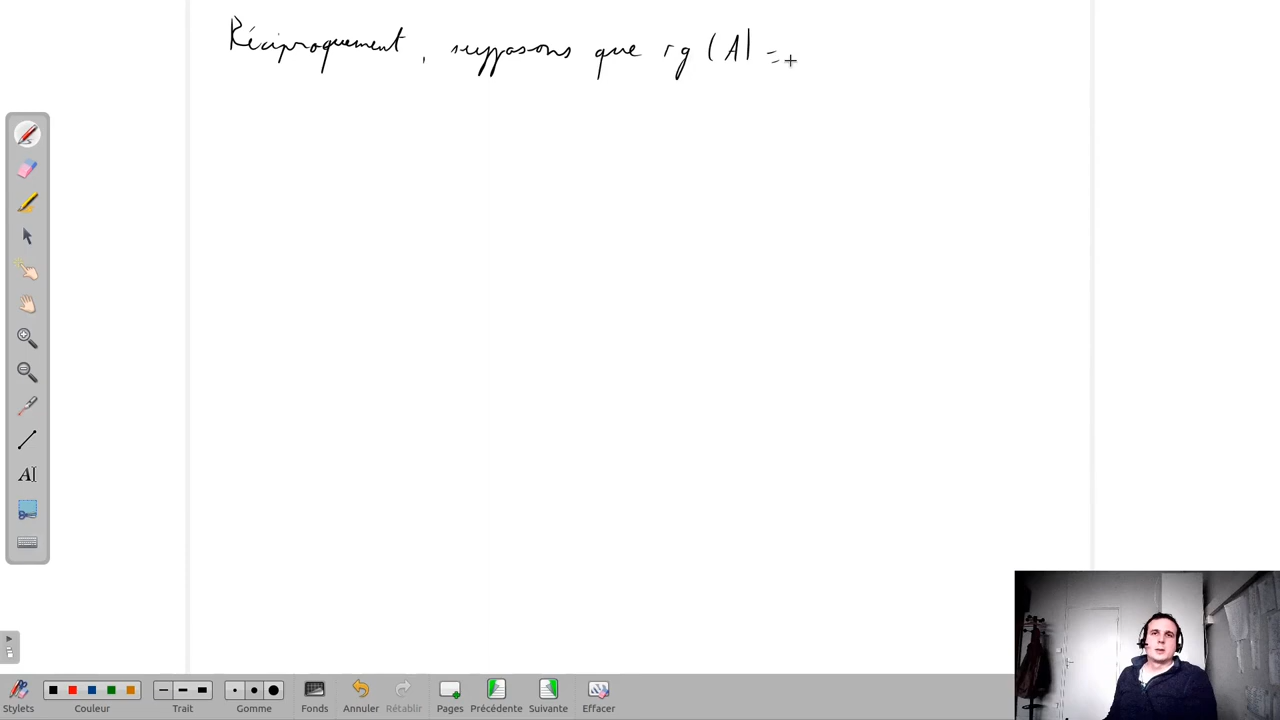 Réciproquement, supposons que rg (A) =
Stylets Couleur Trait Gomme Fonds Annuler Rétablir Pages Précédente Suivante Effacer